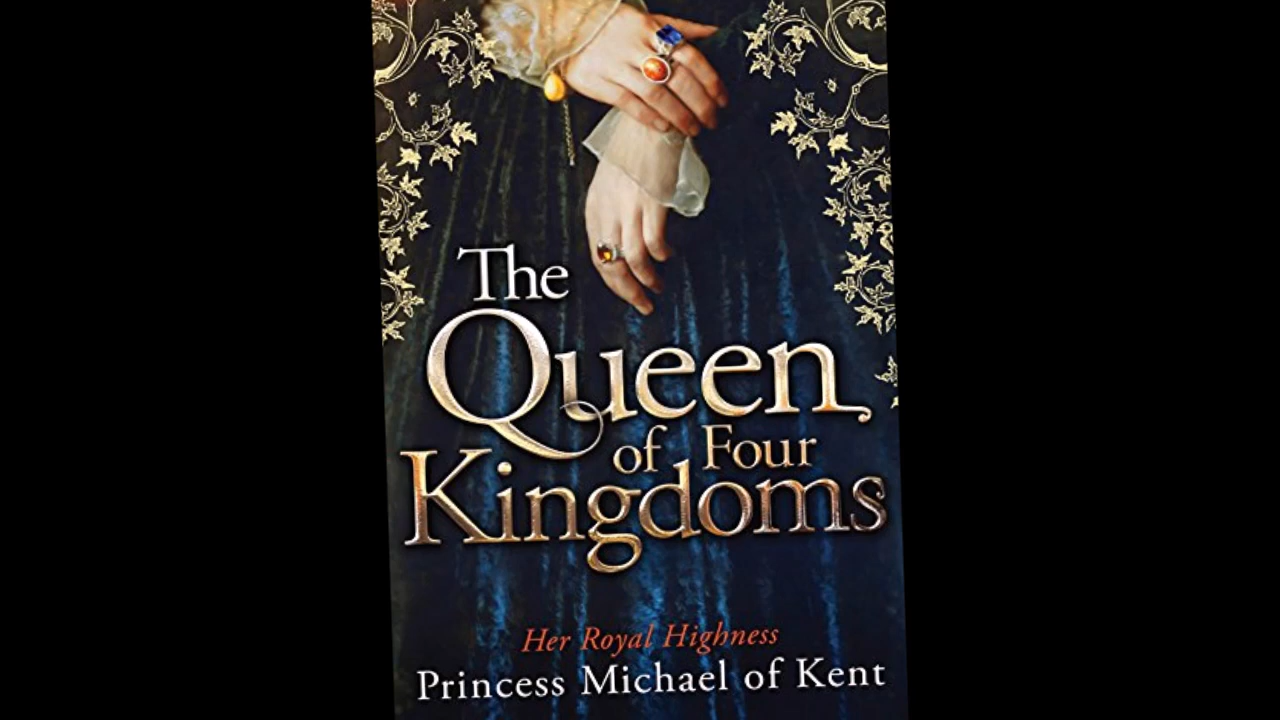 The
Queen
of Four
Kingdoms
Her Royal Highness
Princess Michael of Kent